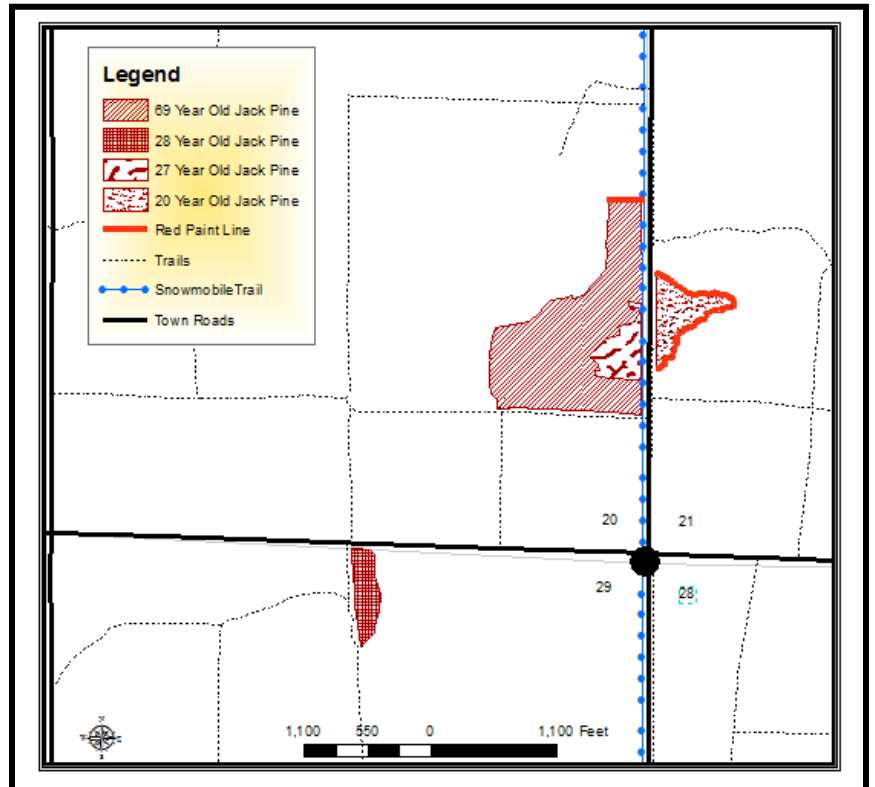 Legend
69 Year Old Jack Pine
28 Year Old Jack Pine
27 Year Old Jack Pine
20 Year Old Jack Pine
Red Paint Line
Trails
SnowmobileTrail
Town Roads
20 21
29 28
1,100 550 0 1,100 Feet